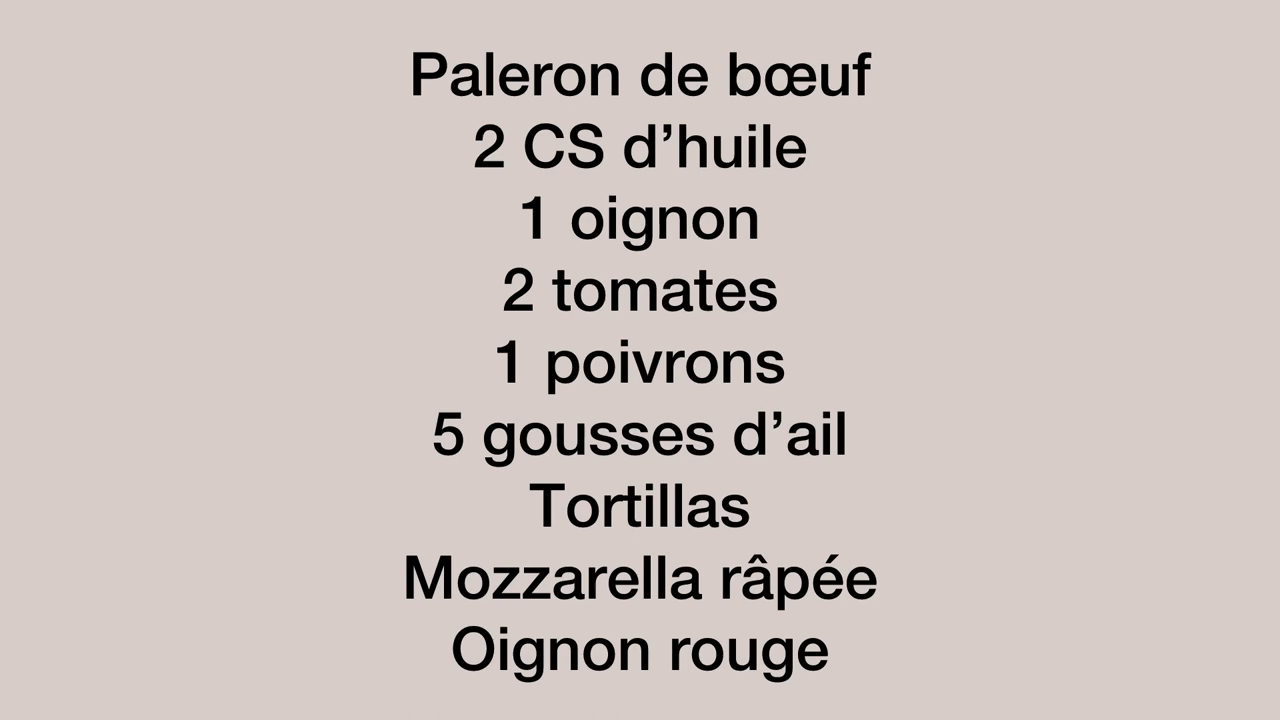 Paleron de bœuf
2 CS d’huile
1 oignon
2 tomates
1 poivrons
5 gousses d’ail
Tortillas
Mozzarella râpée
Oignon rouge